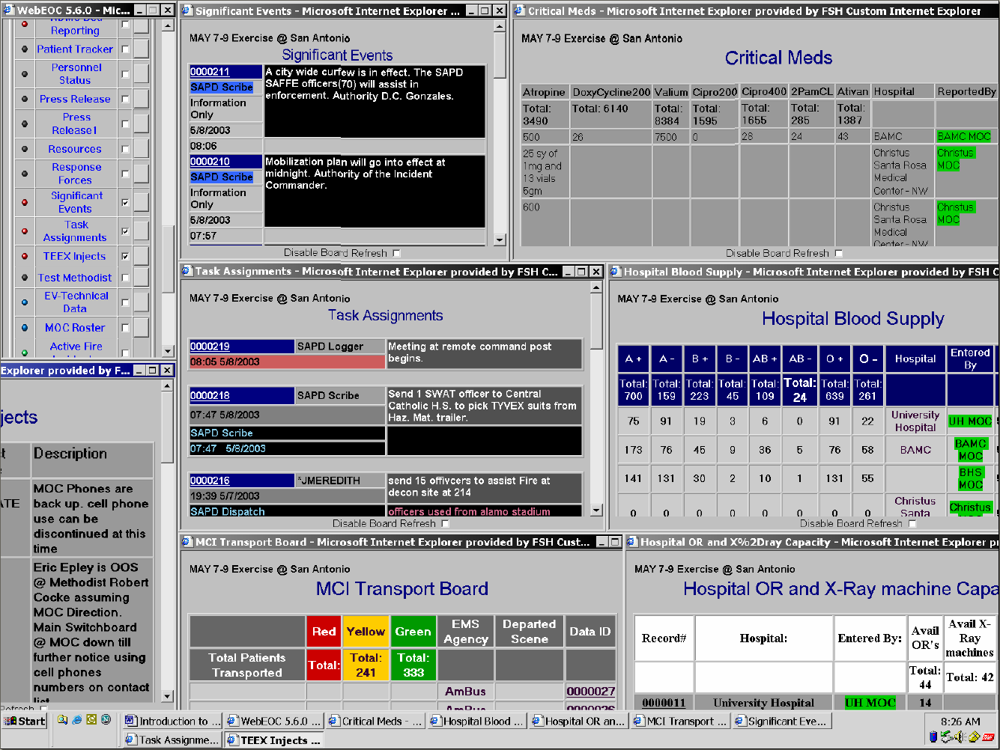 WebEOC 5.6.0 - Mic...
Reporting
Patient Tracker
Personnel
Status
Press Release
Press
Release1
Resources
Response
Forces
Significant
Events
Task
Assignments
TEEX Injects
Test Methodist
EV-Technical
Data
MOC Roster
Active Fire
Significant Events - Microsoft Internet Explorer ...
MAY 7-9 Exercise @ San Antonio
Significant Events
0000211
SAPD Scribe
Information
Only
5/8/2003
08:06
A city wide curfew is in effect. The SAPD
SAFFE officers(70) will assist in
enforcement. Authority D.C. Gonzales.
0000210
SAPD Scribe
Information
Only
5/8/2003
07:57
Mobilization plan will go into effect at
midnight. Authority of the Incident
Commander.
Disable Board Refresh
Critical Meds - Microsoft Internet Explorer provided by FSH Custom Internet Explorer
MAY 7-9 Exercise @ San Antonio
Critical Meds
Atropine DoxyCycline200 Valium Cipro200 Cipro400 2PamCL Ativan Hospital ReportedBy
Total: Total: 6140 Total: Total: Total: Total: Total:
3490 8384 1595 1655 285 1387
500 26 7500 0 28 24 43 BAMC BAMC MOC
25 sy of Christus Christus
1mg and Santa Rosa MOC
13 vials Medical
5gm Center - NW
600 Christus Christus
Santa Rosa MOC
Medical
Center - NW
Disable Board Refresh
Task Assignments - Microsoft Internet Explorer provided by FSH C...
MAY 7-9 Exercise @ San Antonio
Task Assignments
0000219 SAPD Logger
08:05 5/8/2003
Meeting at remote command post
begins.
0000218 SAPD Scribe
07:47 5/8/2003
SAPD Scribe
07:47 5/8/2003
Send 1 SWAT officer to Central
Catholic H.S. to pick TYVEX suits from
Haz. Mat. trailer.
0000216 *JMEREDITH
19:39 5/7/2003
SAPD Dispatch
send 15 offivcers to assist Fire at
decon site at 214
officers used from alamo stadium
Disable Board Refresh
Hospital Blood Supply - Microsoft Internet Explorer provided by FSH C
MAY 7-9 Exercise @ San Antonio
Hospital Blood Supply
A + A - B + B - AB + AB - O + O - Hospital Entered
By
Total: Total: Total: Total: Total: Total: Total: Total:
700 159 223 45 109 24 639 261
75 91 19 3 6 0 91 22 University Hospital UH MOC
173 76 45 9 36 5 76 58 BAMC BAMC MOC
141 131 30 2 10 1 131 55 BHS MOC
0 0 0 0 0 0 0 0 Christus Santa Christus
Disable Board Refresh
Explorer provided by F...
jects
Description
ATE
MOC Phones are
back up. cell phone
use can be
discontinued at this
time
Eric Epley is OOS
@ Methodist Robert
Cocke assuming
MOC Direction.
Main Switchboard
@ MOC down till
further notice using
cell phones
numbers on contact
list
Refresh
MCI Transport Board - Microsoft Internet Explorer provided by FSH Cust...
MAY 7-9 Exercise @ San Antonio
MCI Transport Board
Red Yellow Green EMS Agency Departed Scene Data ID
Total Patients Transported Total: Total: 241 Total: 333
AmBus 0000027
AmBus 0000026
Hospital OR and X%2Dray Capacity - Microsoft Internet Explorer pr
MAY 7-9 Exercise @ San Antonio
Hospital OR and X-Ray machine Capa
Record# Hospital: Entered By: Avail OR's Avail X-Ray machines
Total: 44 Total: 42
0000011 University Hospital UH MOC 14
Start
Introduction to ...
WebEOC 5.6.0 ...
Critical Meds - ...
Hospital Blood ...
Hospital OR an...
MCI Transport ...
Significant Eve...
8:26 AM
Task Assignme...
TEEX Injects ...